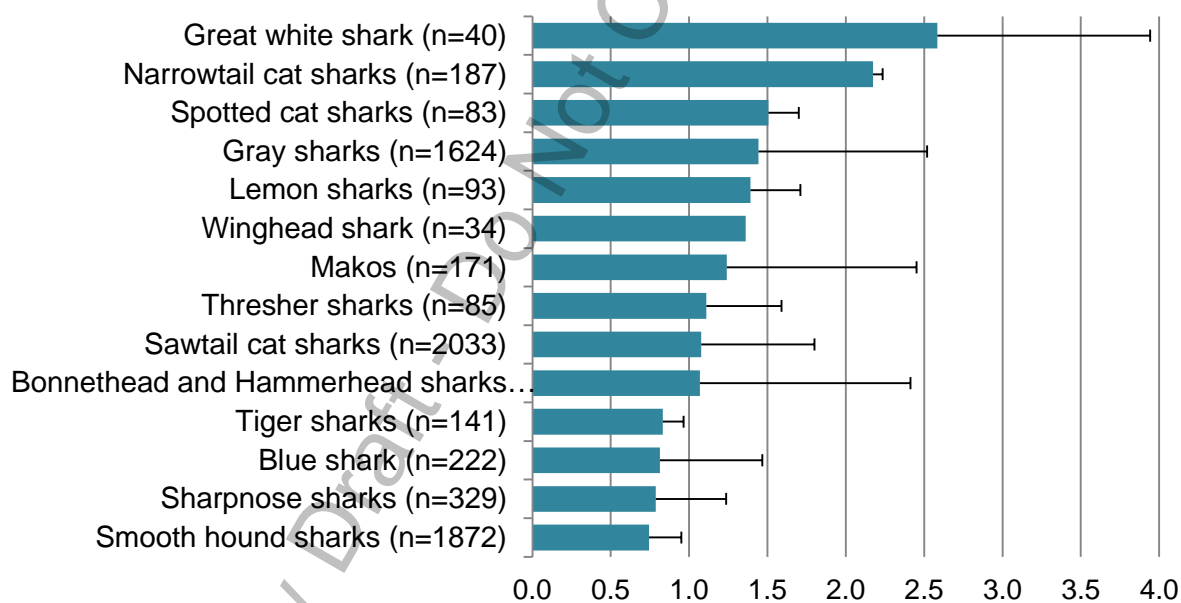 Great white shark (n=40)
Narrowtail cat sharks (n=187)
Spotted cat sharks (n=83)
Gray sharks (n=1624)
Lemon sharks (n=93)
Winghead shark (n=34)
Makos (n=171)
Thresher sharks (n=85)
Sawtail cat sharks (n=2033)
Bonnethead and Hammerhead sharks…
Tiger sharks (n=141)
Blue shark (n=222)
Sharpnose sharks (n=329)
Smooth hound sharks (n=1872)
0.0 0.5 1.0 1.5 2.0 2.5 3.0 3.5 4.0
Draft - Do Not